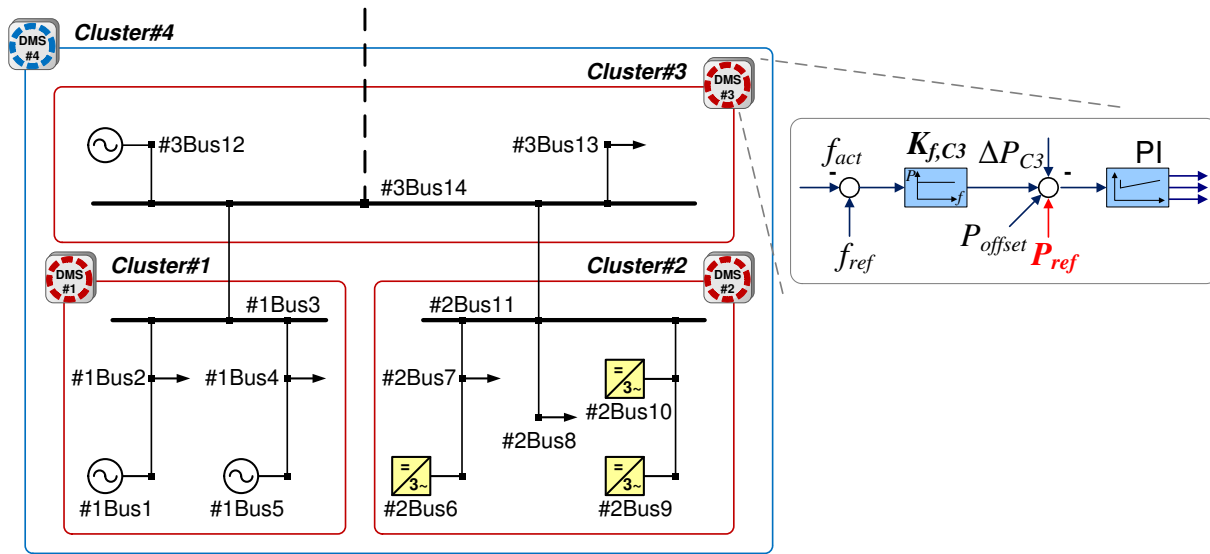 DMS
#4
Cluster#4
Cluster#3
DMS
#3
#3Bus12
#3Bus13
#3Bus14
DMS
#1
Cluster#1
Cluster#2
DMS
#2
#1Bus3
#2Bus11
#1Bus2
#1Bus4
#2Bus7
=
3~
#2Bus10
#2Bus8
=
3~
=
3~
#1Bus1
#1Bus5
#2Bus6
#2Bus9
f_act
-
K_f,C3
ΔP_C3
-
PI
P
f
f_ref
P_offset
P_ref